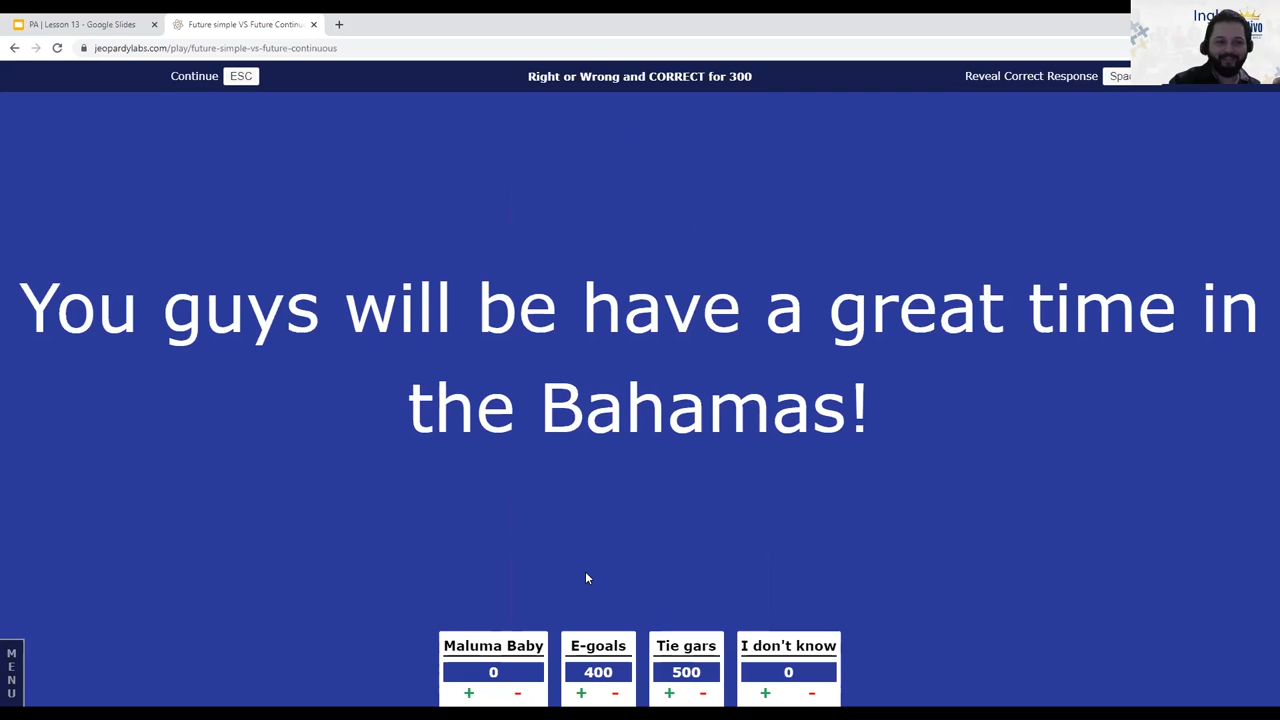 PA | Lesson 13 - Google Slides
Future simple VS Future Continu
jeopardylabs.com/play/future-simple-vs-future-continuous
Continue ESC
Right or Wrong and CORRECT for 300
Reveal Correct Response
You guys will be have a great time in
the Bahamas!
MENU
Maluma Baby E-goals Tie gars I don't know
0 400 500 0
+ - + - + - + -